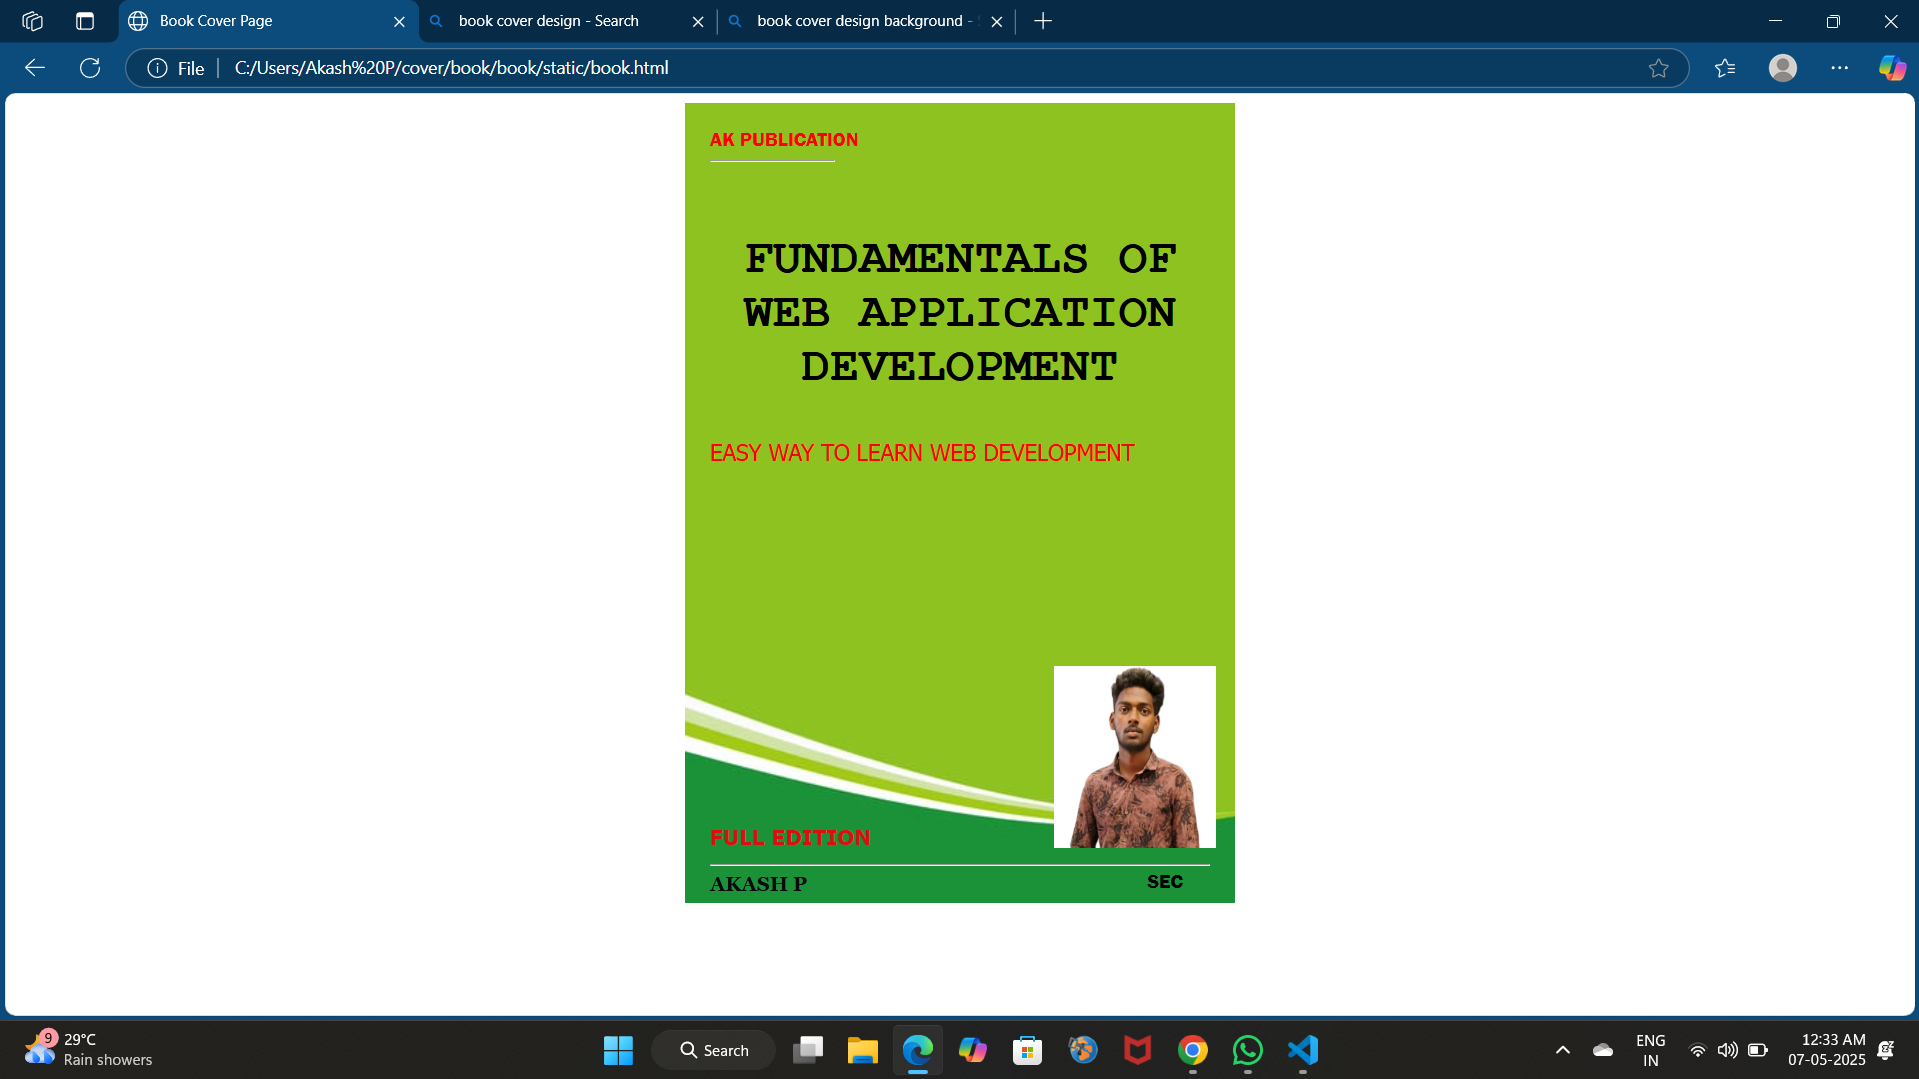 Book Cover Page
book cover design - Search
book cover design background -
File
C:/Users/Akash%20P/cover/book/book/static/book.html
AK PUBLICATION
FUNDAMENTALS OF
WEB APPLICATION
DEVELOPMENT
EASY WAY TO LEARN WEB DEVELOPMENT
FULL EDITION
AKASH P
SEC
9
29°C
Rain showers
Search
ENG
IN
12:33 AM
07-05-2025